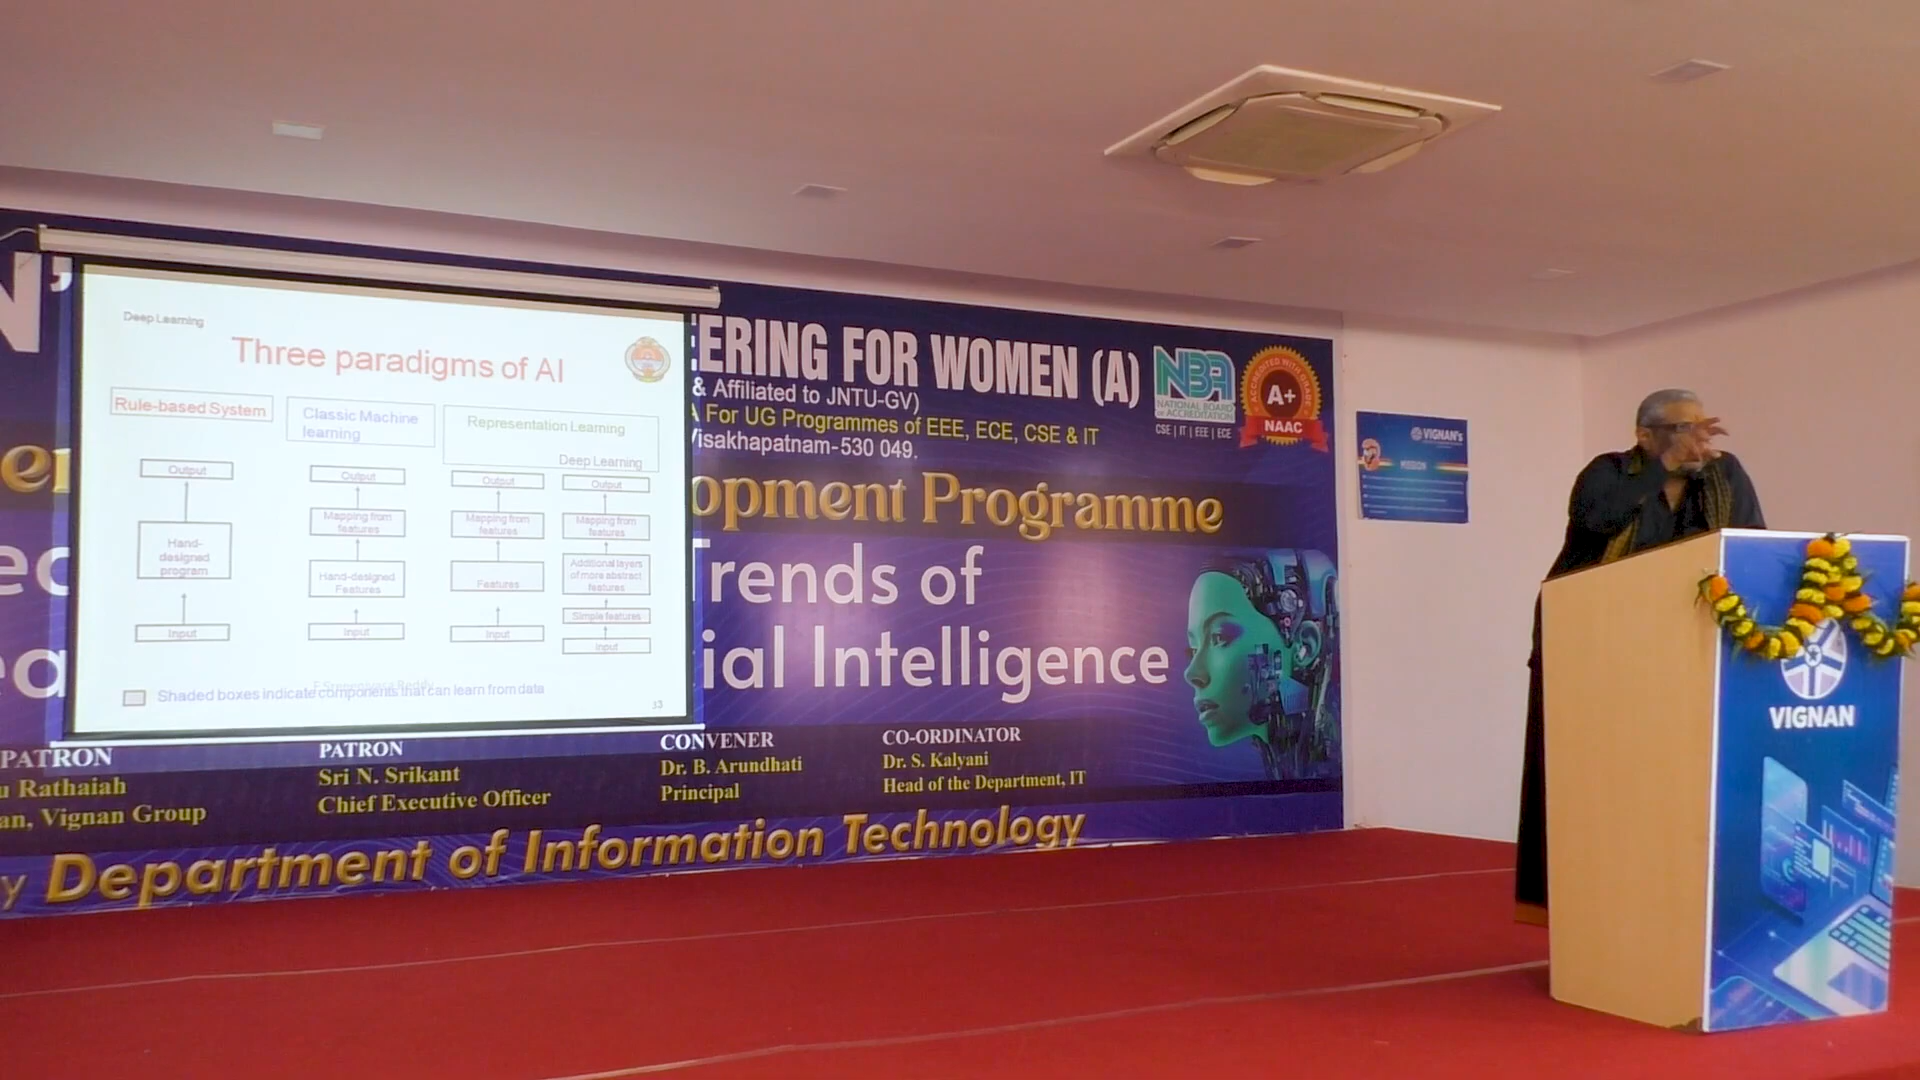 Deep Learning
Three paradigms of AI
Rule-based System
Classic Machine
learning
Representation Learning
Deep Learning
Output
Hand-
designed
program
Input
Output
Mapping from
features
Hand-designed
Features
Input
Output
Mapping from
features
Features
Input
Output
Mapping from
features
Additional layers
of more abstract
features
Simple features
Input
Shaded boxes indicate components that can learn from data
13
ERING FOR WOMEN (A)
& Affiliated to JNTU-GV)
A For UG Programmes of EEE, ECE, CSE & IT
Visakhapatnam-530 049.
opment Programme
Trends of
ial Intelligence
NBA
NATIONAL BOARD
OF ACCREDITATION
CSE | IT | EEE | ECE
ACCREDITED WITH GRADE
A+
NAAC
PATRON
u Rathaiah
an, Vignan Group
PATRON
Sri N. Srikant
Chief Executive Officer
CONVENER
Dr. B. Arundhati
Principal
CO-ORDINATOR
Dr. S. Kalyani
Head of the Department, IT
y Department of Information Technology
VIGNAN's
MISSION
VIGNAN